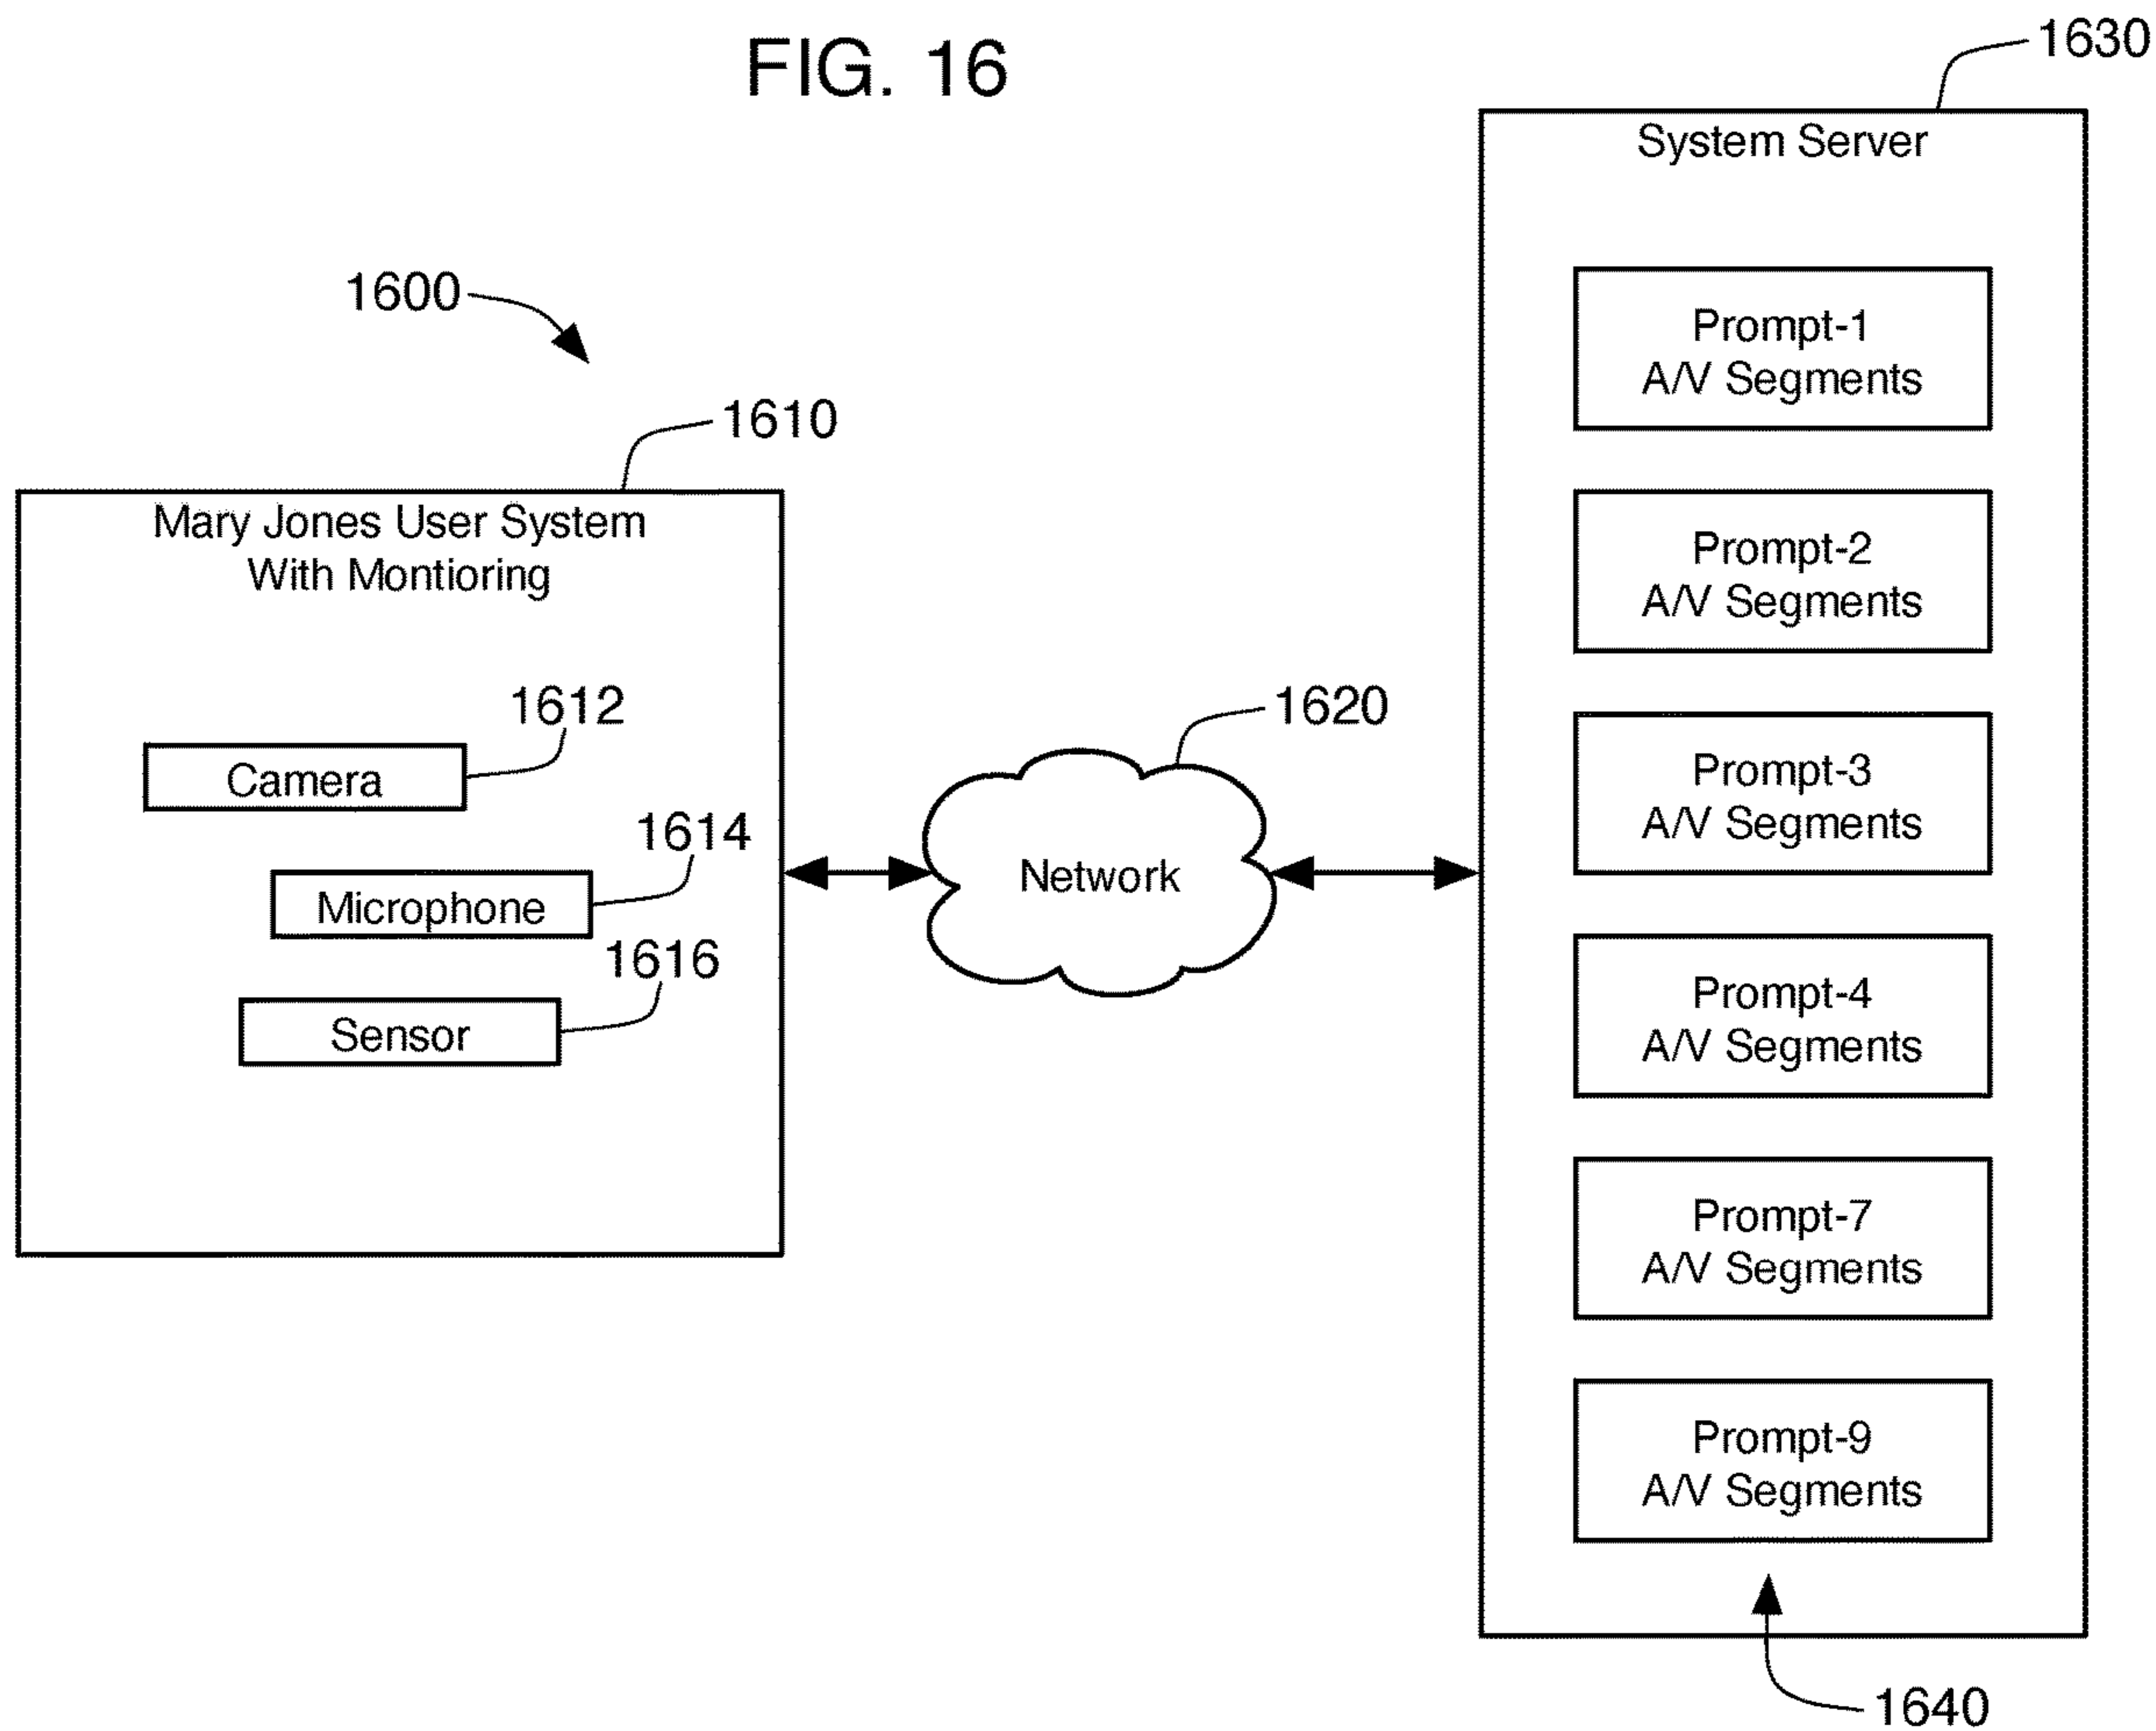 FIG. 16
1630
System Server
1600
1610
Mary Jones User System
With Montioring
1612
Camera
1614
Microphone
1616
Sensor
1620
Network
Prompt-1
A/V Segments
Prompt-2
A/V Segments
Prompt-3
A/V Segments
Prompt-4
A/V Segments
Prompt-7
A/V Segments
Prompt-9
A/V Segments
1640